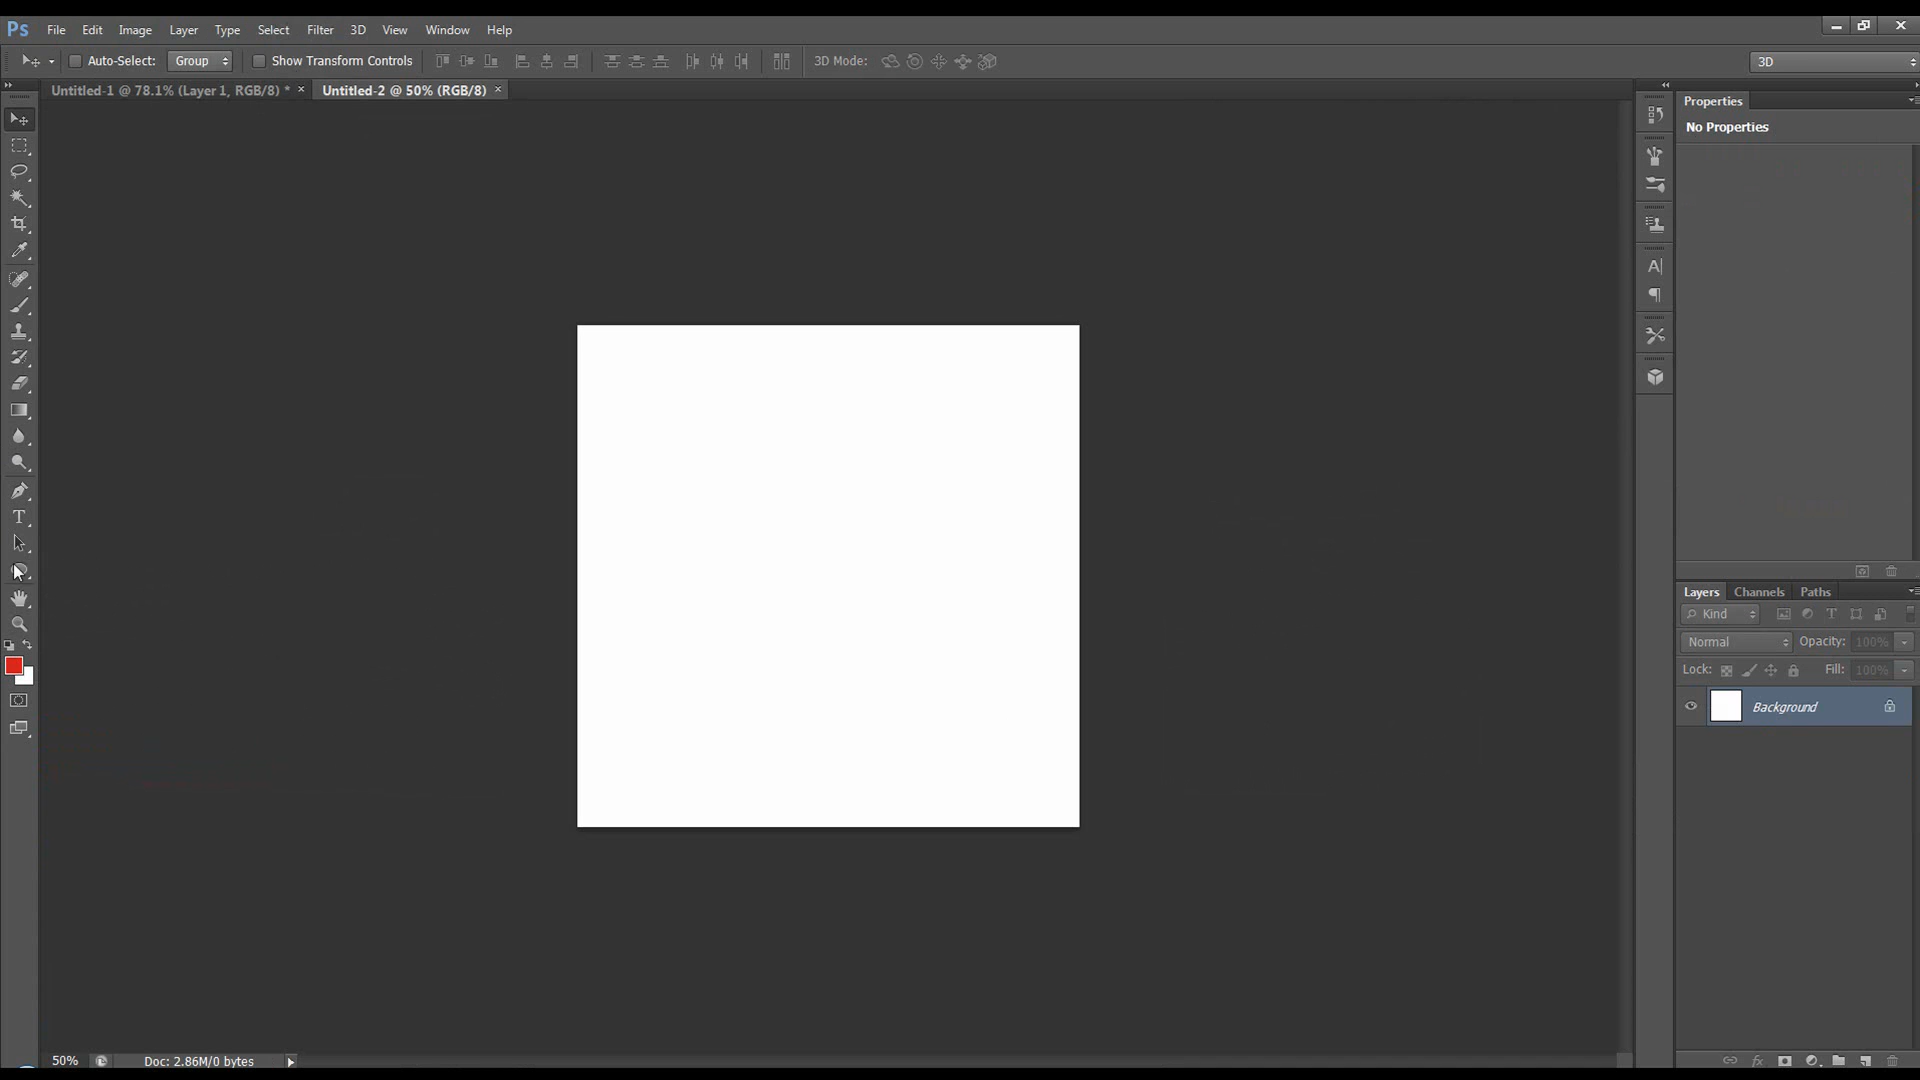 Ps File Edit Image Layer Type Select Filter 3D View Window Help
Auto-Select: Group Show Transform Controls 3D Mode: 3D
Untitled-1 @ 78.1% (Layer 1, RGB/8) * × Untitled-2 @ 50% (RGB/8) ×
Properties
No Properties
Layers Channels Paths
Kind
Normal Opacity: 100%
Lock: Fill: 100%
Background
50% Doc: 2.86M/0 bytes